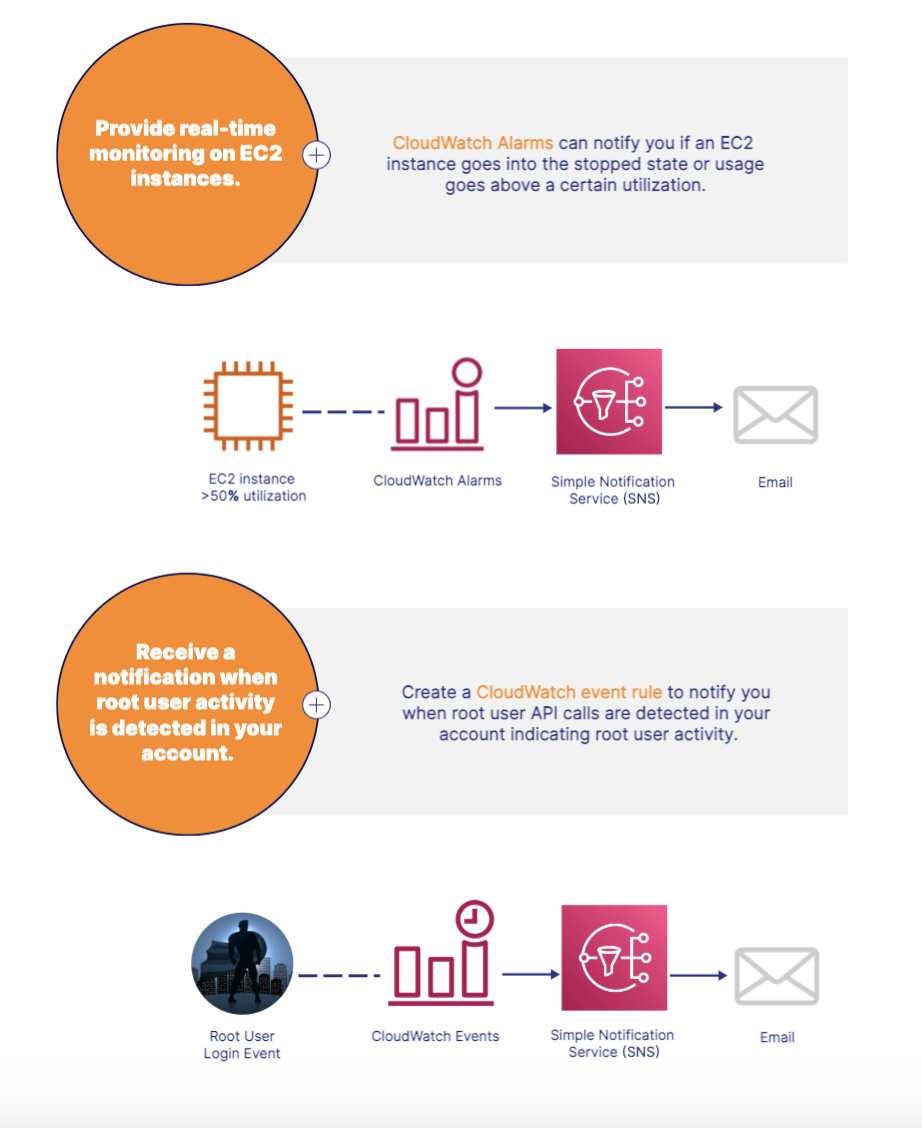 Provide real-time
monitoring on EC2
instances.
CloudWatch Alarms can notify you if an EC2
instance goes into the stopped state or usage
goes above a certain utilization.
EC2 instance
>50% utilization
CloudWatch Alarms
Simple Notification
Service (SNS)
Email
Receive a
notification when
root user activity
is detected in your
account.
Create a CloudWatch event rule to notify you
when root user API calls are detected in your
account indicating root user activity.
Root User
Login Event
CloudWatch Events
Simple Notification
Service (SNS)
Email